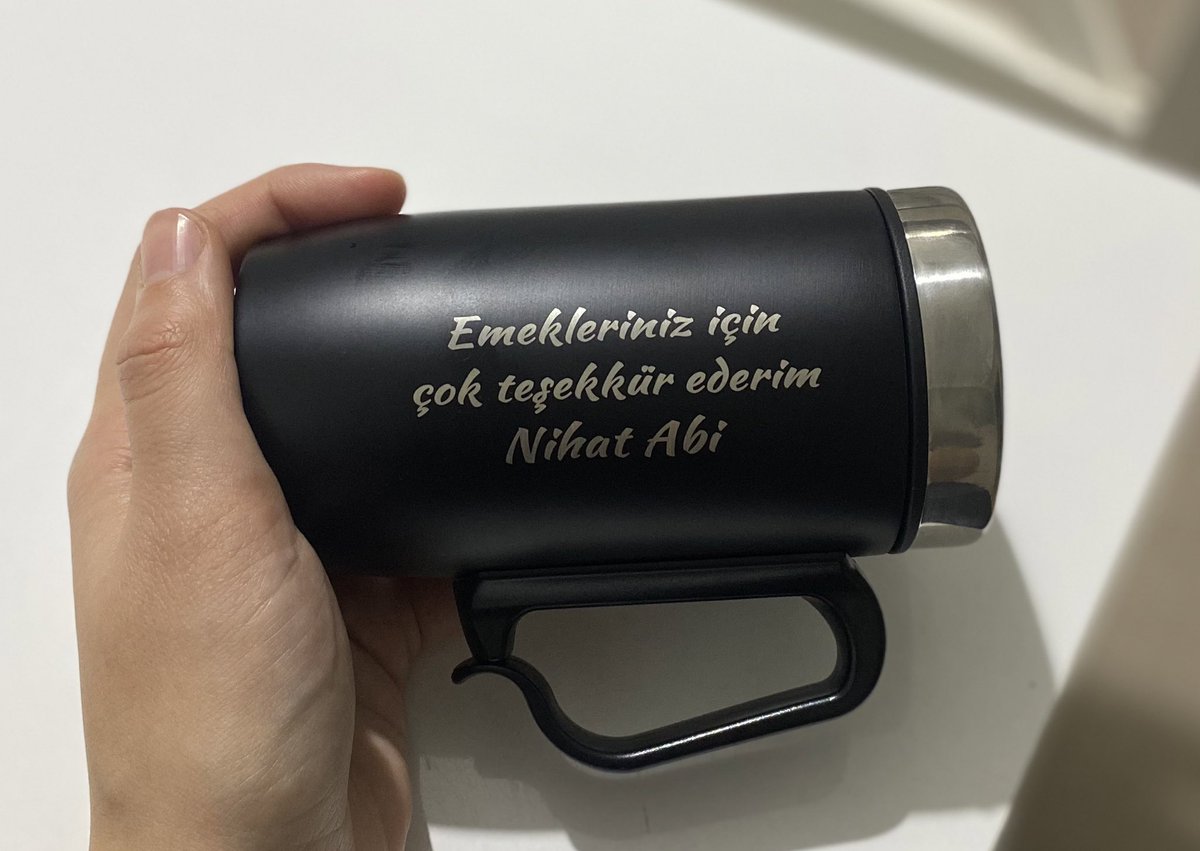 Emekleriniz için
çok teşekkür ederim
Nihat Abi